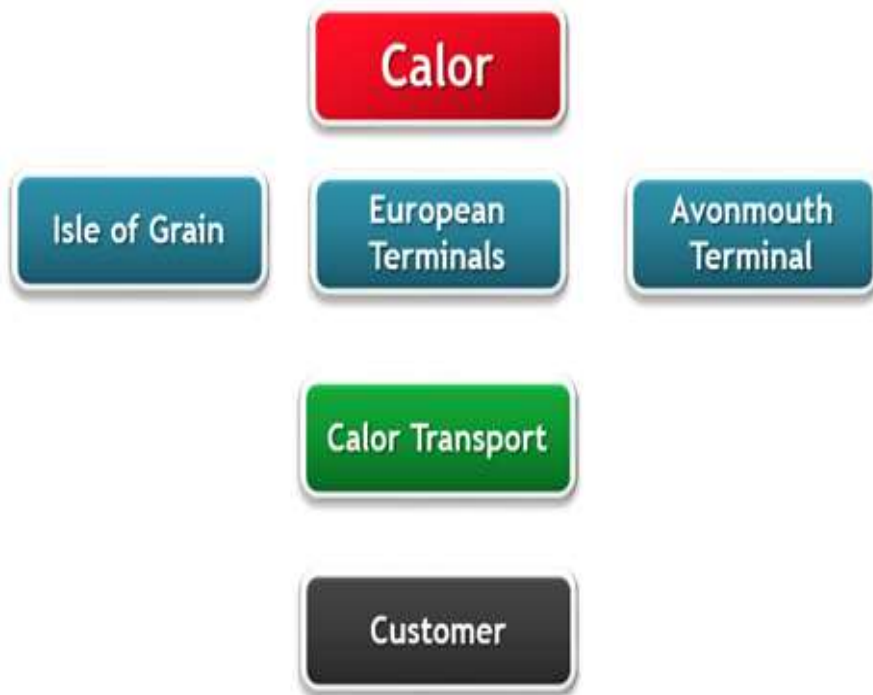 Calor
Isle of Grain
European
Terminals
Avonmouth
Terminal
Calor Transport
Customer